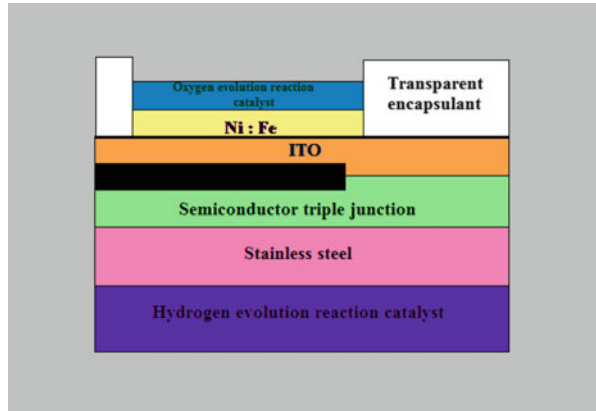 Oxygen evolution reaction
catalyst
Transparent
encapsulant
Ni : Fe
ITO
Semiconductor triple junction
Stainless steel
Hydrogen evolution reaction catalyst